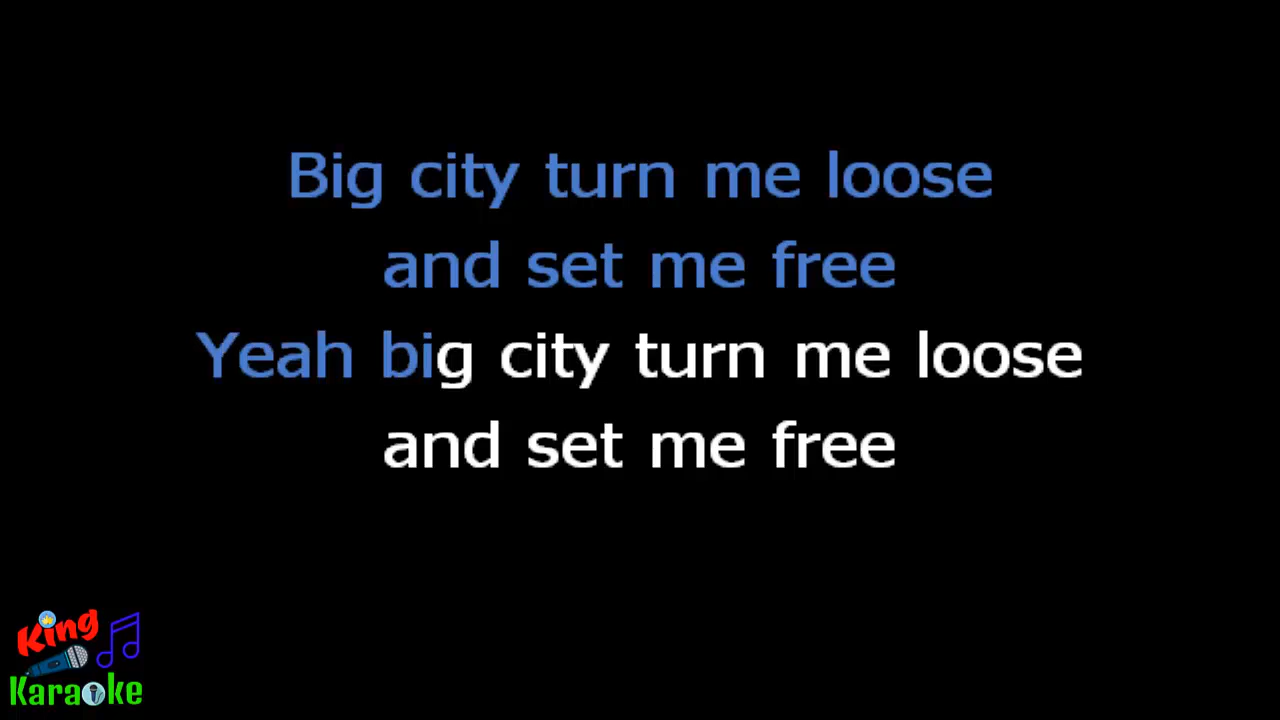 Big city turn me loose
and set me free
Yeah big city turn me loose
and set me free
King
Karaoke